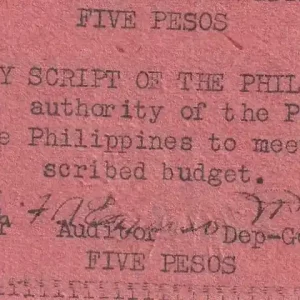 FIVE PESOS
Y SCRIPT OF THE PHIL
authority of the P
e Philippines to mee
scribed budget.
r Auditor Dep-Go
FIVE PESOS